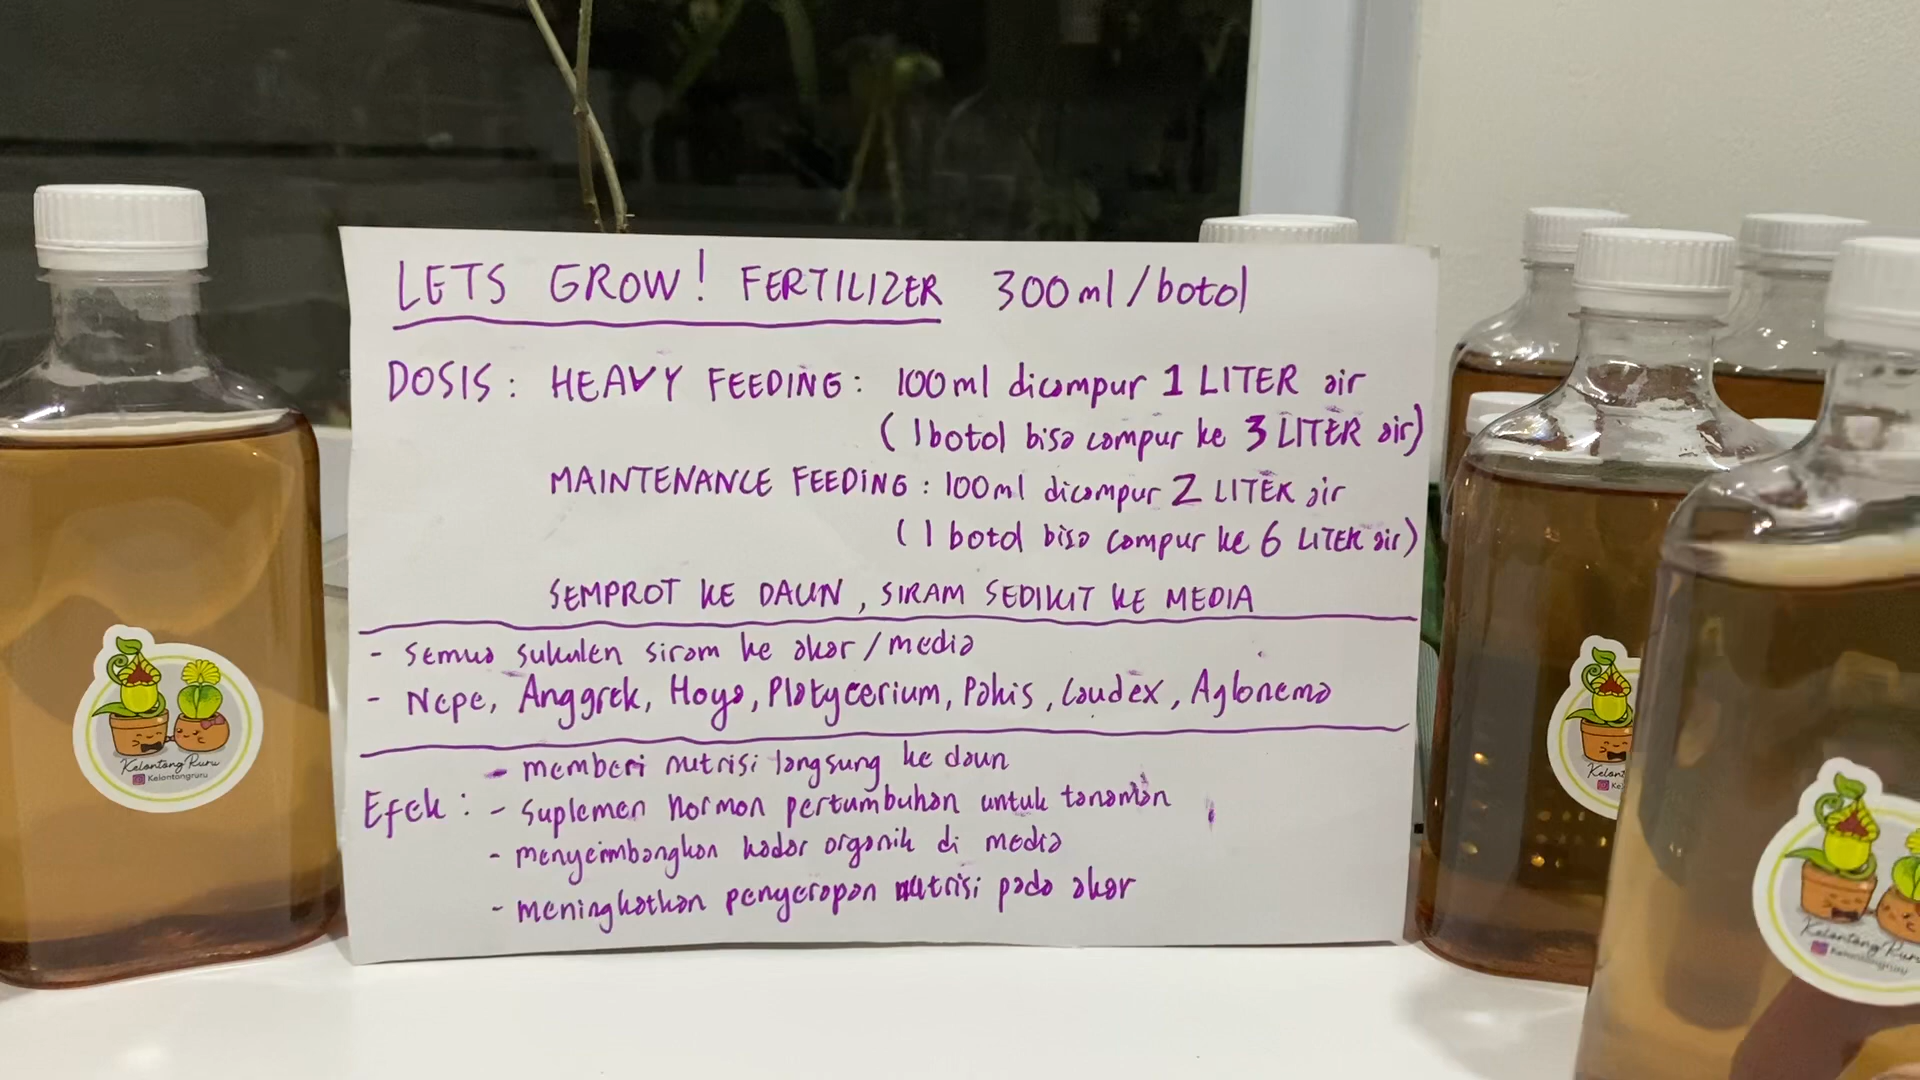 LETS GROW! FERTILIZER 300ml/botol
DOSIS: HEAVY FEEDING: 100ml dicampur 1 LITER air
(1 botol bisa campur ke 3 LITER air)
MAINTENANCE FEEDING: 100ml dicampur 2 LITER air
(1 botol bisa campur ke 6 LITER air)
SEMPROT KE DAUN, SIRAM SEDIKIT KE MEDIA
- semua sukulen siram ke akar/media
- Nepe, Anggrek, Hoya, Platycerium, Pakis, Caudex, Aglonema
- memberi nutrisi langsung ke daun
Efek: - suplemen hormon pertumbuhan untuk tanaman
- menyeimbangkan kadar organik di media
- meningkatkan penyerapan nutrisi pada akar
Kelontang Ruru
Kelontangruru
Kelontang Ruru
Kelontangruru